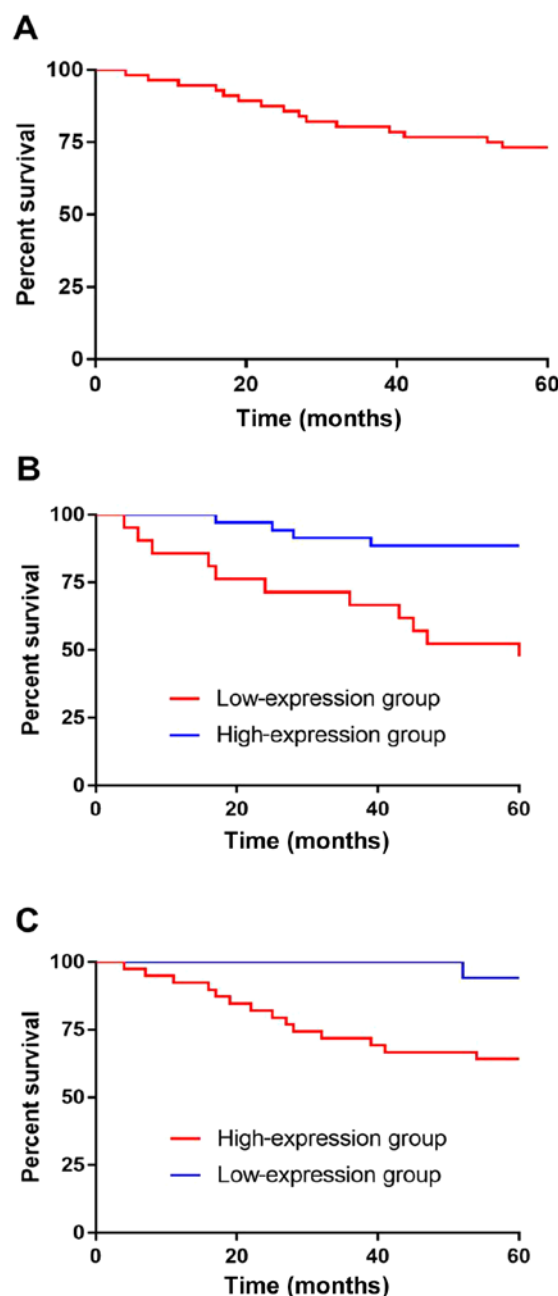 A
100
75
50
25
0
Percent survival
0 20 40 60
Time (months)
B
100
75
50
25
0
Percent survival
Low-expression group
High-expression group
0 20 40 60
Time (months)
C
100
75
50
25
0
Percent survival
High-expression group
Low-expression group
0 20 40 60
Time (months)